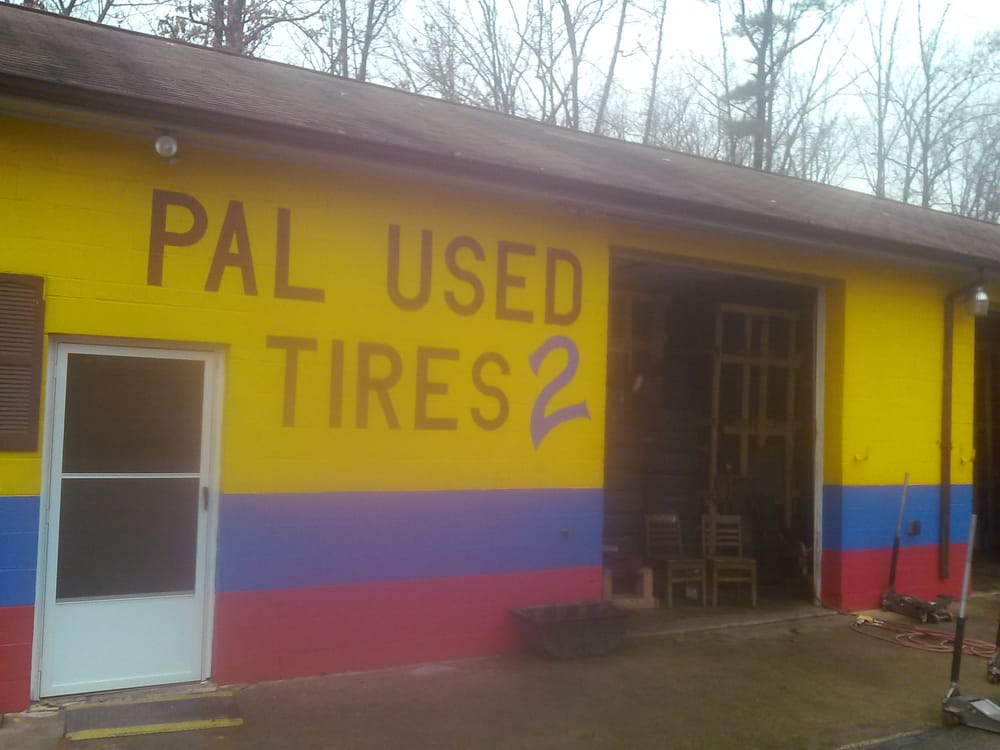 PAL USED
TIRES 2